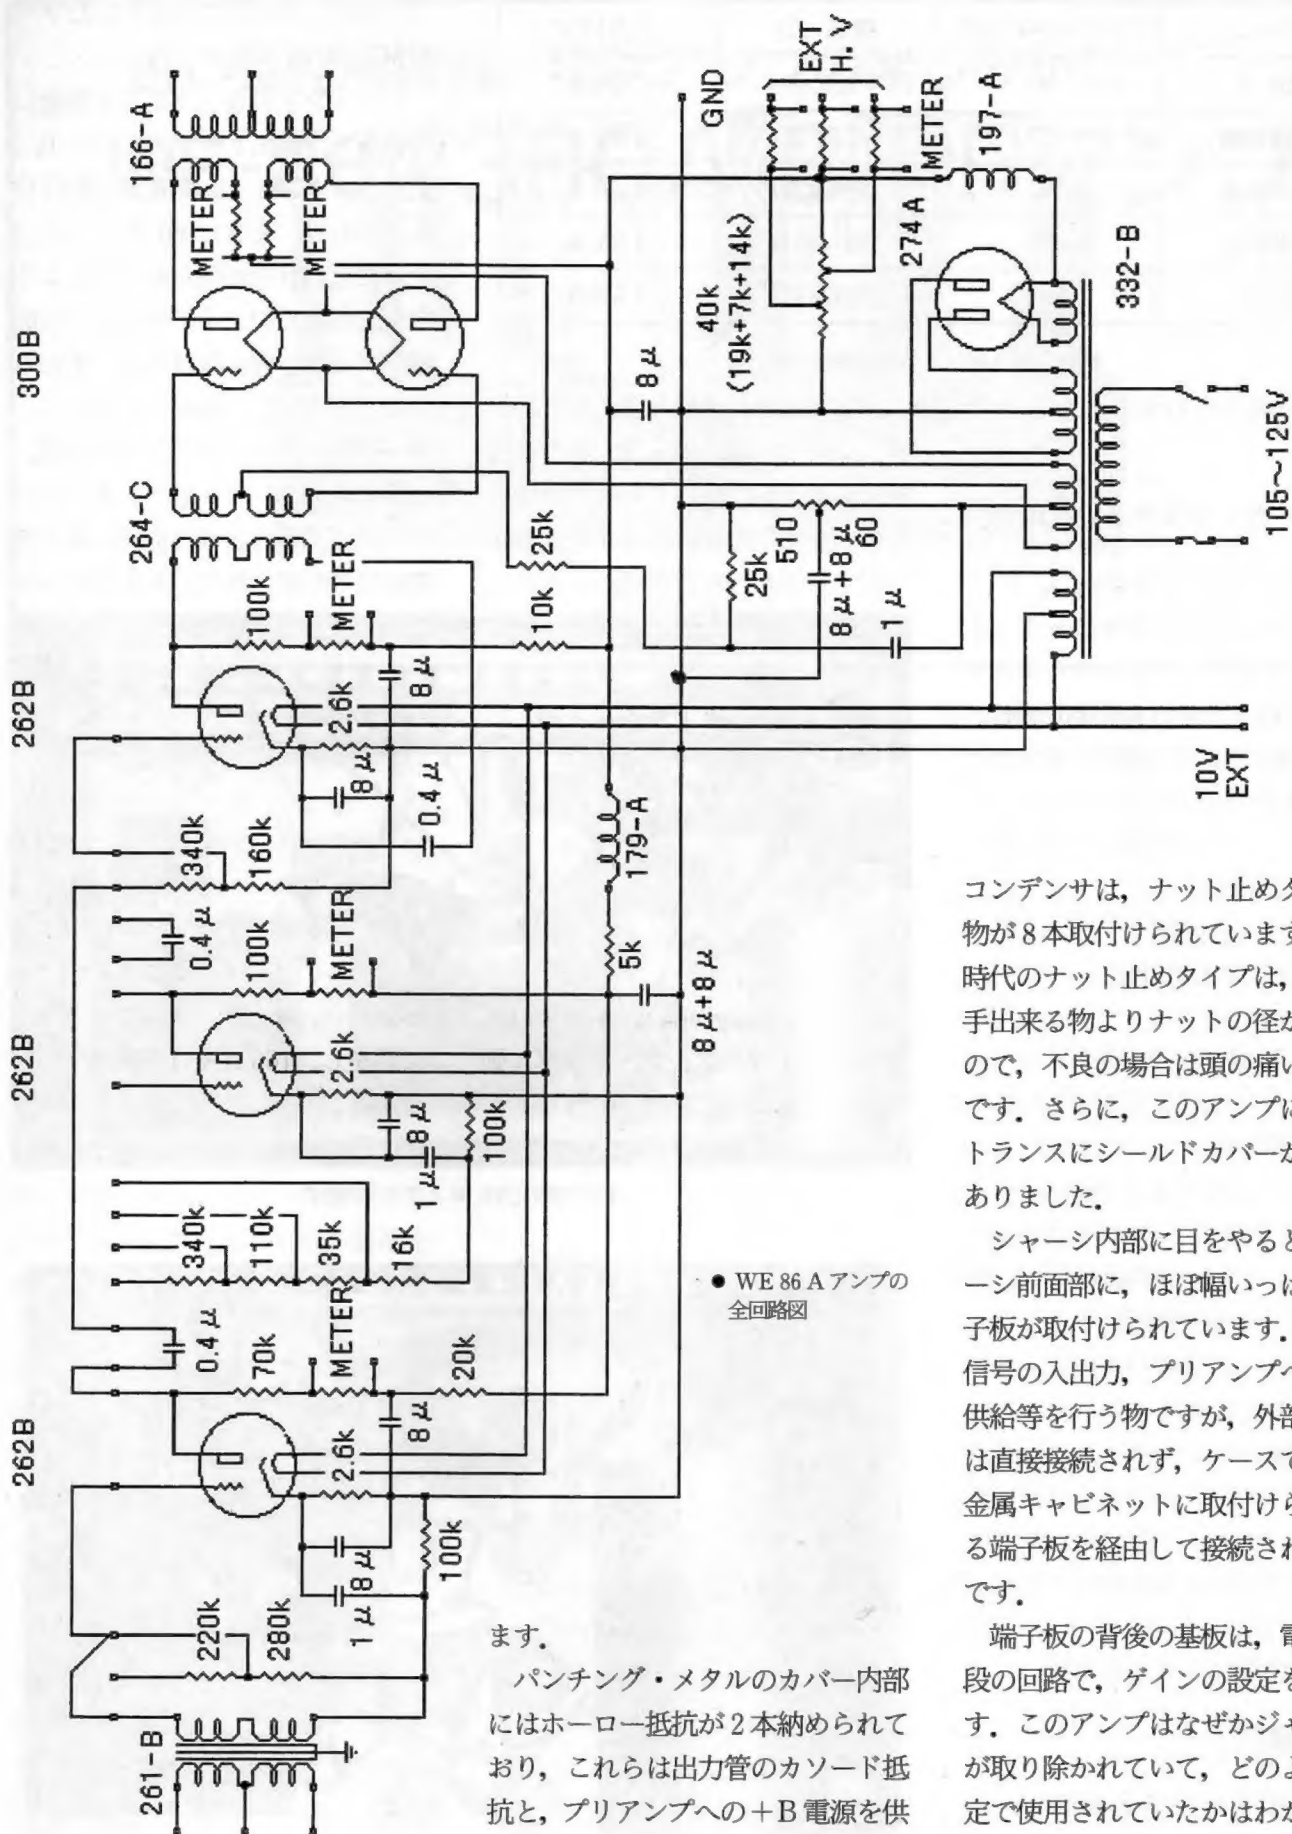 300B
262B
262B
262B
166-A
METER
METER
264-C
100k
METER
2.6k
8μ
8μ
0.4μ
340k
160k
0.4μ
100k
METER
2.6k
8μ
1μ
100k
340k
110k
35k
16k
0.4μ
70k
METER
20k
2.6k
8μ
8μ
1μ
100k
220k
280k
261-B
25k
10k
179-A
5k
8μ+8μ
GND
EXT
H. V
METER
197-A
40k
(19k+7k+14k)
8μ
274A
332-B
25k
510
8μ+8μ
60
1μ
105~125V
10V
EXT
● WE 86 A アンプの
全回路図
ます.
パンチング・メタルのカバー内部
にはホーロー抵抗が2本納められて
おり，これらは出力管のカソード抵
抗と，プリアンプへの＋B 電源を供
コンデンサは，ナット止めタ
物が8本取付けられています
時代のナット止めタイプは，
手出来る物よりナットの径が
ので，不良の場合は頭の痛い
です．さらに，このアンプに
トランスにシールドカバーが
ありました．
シャーシ内部に目をやると
ーシ前面部に，ほぼ幅いっぱ
子板が取付けられています．
信号の入出力，プリアンプへ
供給等を行う物ですが，外部
は直接接続されず，ケースて
金属キャビネットに取付けら
る端子板を経由して接続され
です．
端子板の背後の基板は，電
段の回路で，ゲインの設定を
す．このアンプはなぜかジャ
が取り除かれていて，どのよ
定で使用されていたかはわか